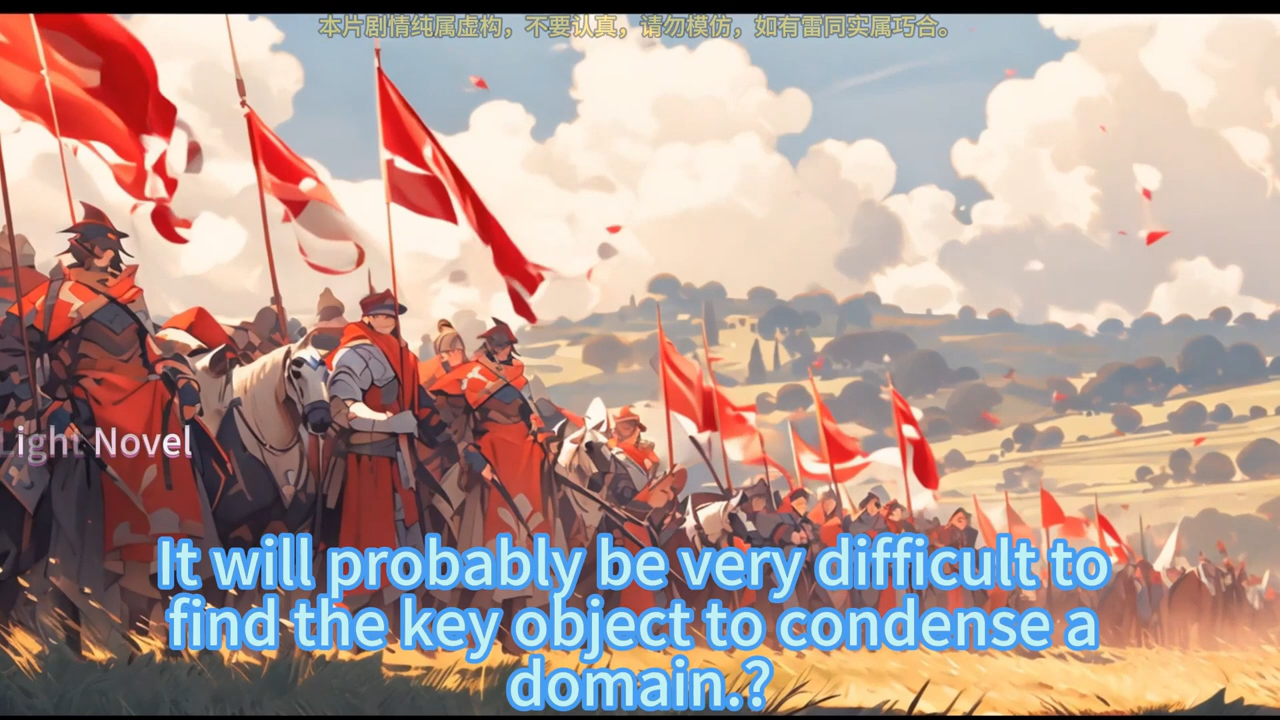 本片剧情纯属虚构，不要认真，请勿模仿，如有雷同实属巧合。
Light Novel
It will probably be very difficult to
find the key object to condense a
domain.?